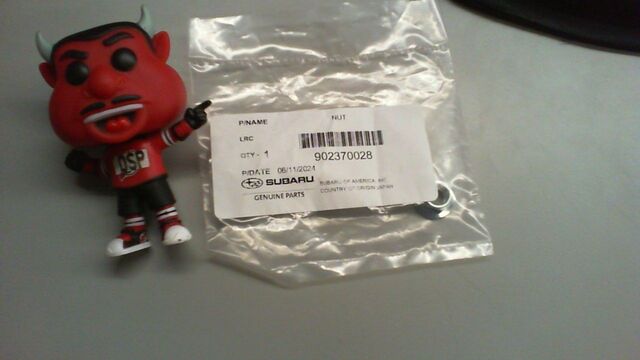 P/NAME NUT
LRC
QTY - 1
902370028
P/DATE 06/11/2024
SUBARU
SUBARU OF AMERICA, INC.
GENUINE PARTS
COUNTRY OF ORIGIN JAPAN
DSP